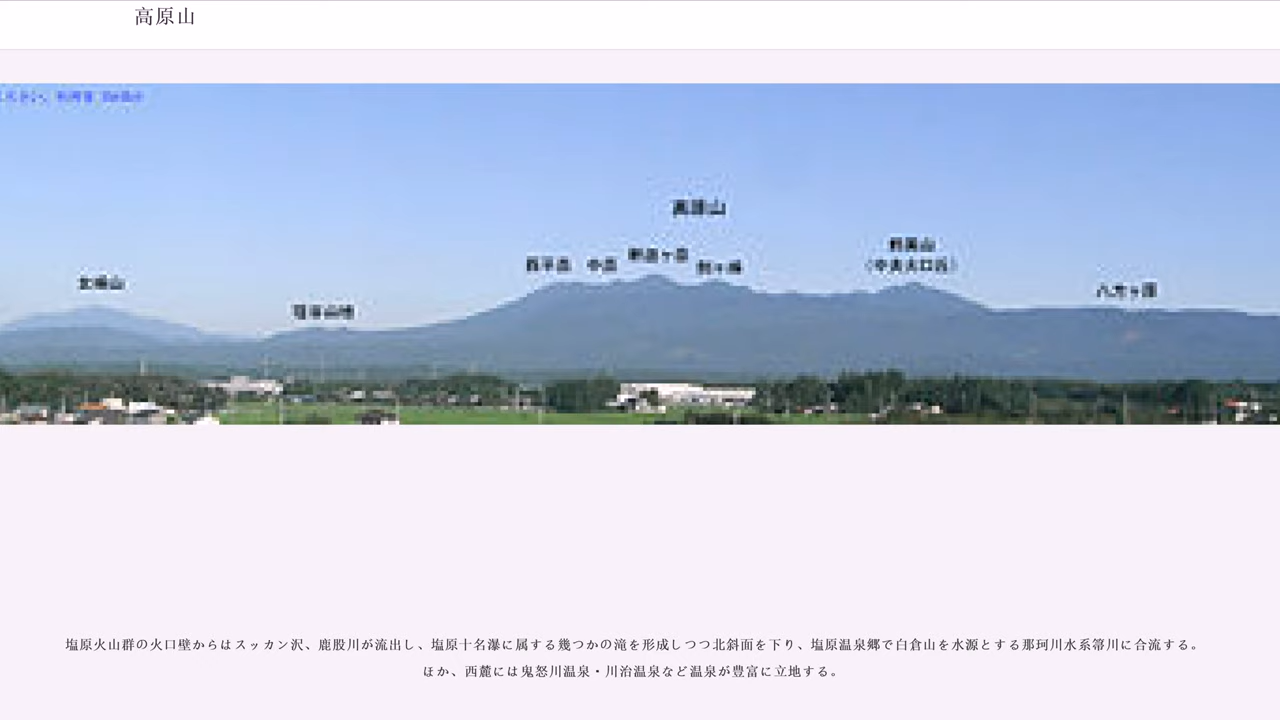 高原山
高原山
西平岳 中岳 釈迦ヶ岳 剣ヶ峰
八方ヶ原
塩原火山群の火口壁からはスッカン沢、鹿股川が流出し、塩原十名瀑に属する幾つかの滝を形成しつつ北斜面を下り、塩原温泉郷で白倉山を水源とする那珂川水系箒川に合流する。
ほか、西麓には鬼怒川温泉・川治温泉など温泉が豊富に立地する。